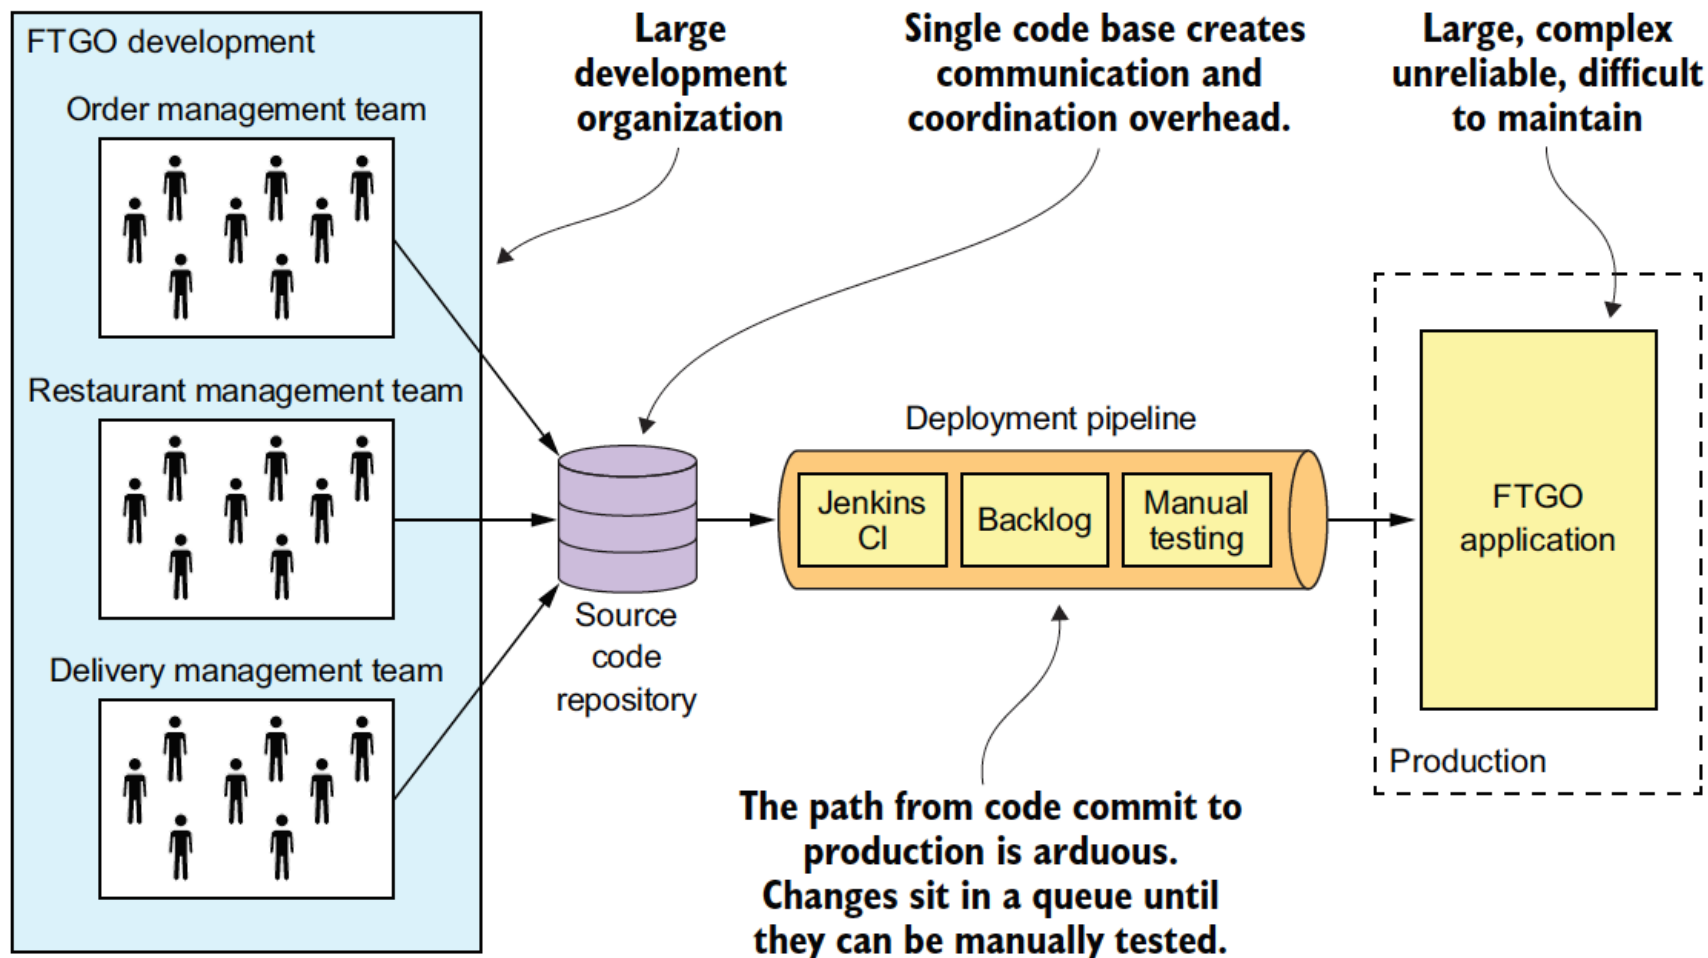 FTGO development
Order management team
Restaurant management team
Delivery management team
Large
development
organization
Single code base creates
communication and
coordination overhead.
Large, complex
unreliable, difficult
to maintain
Source
code
repository
Deployment pipeline
Jenkins
CI
Backlog
Manual
testing
FTGO
application
Production
The path from code commit to
production is arduous.
Changes sit in a queue until
they can be manually tested.